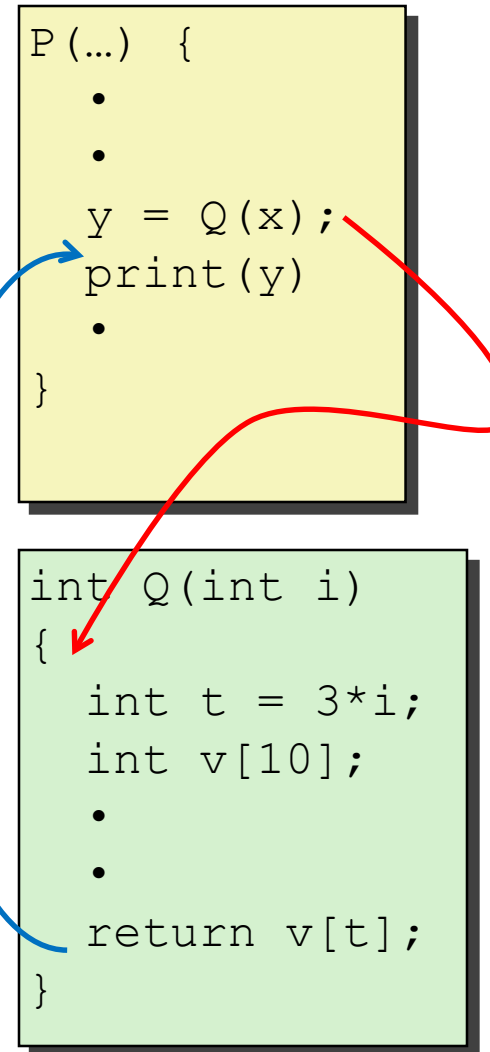 P(…) {
•
•
y = Q(x);
print(y)
•
}
int Q(int i)
{
int t = 3*i;
int v[10];
•
•
return v[t];
}